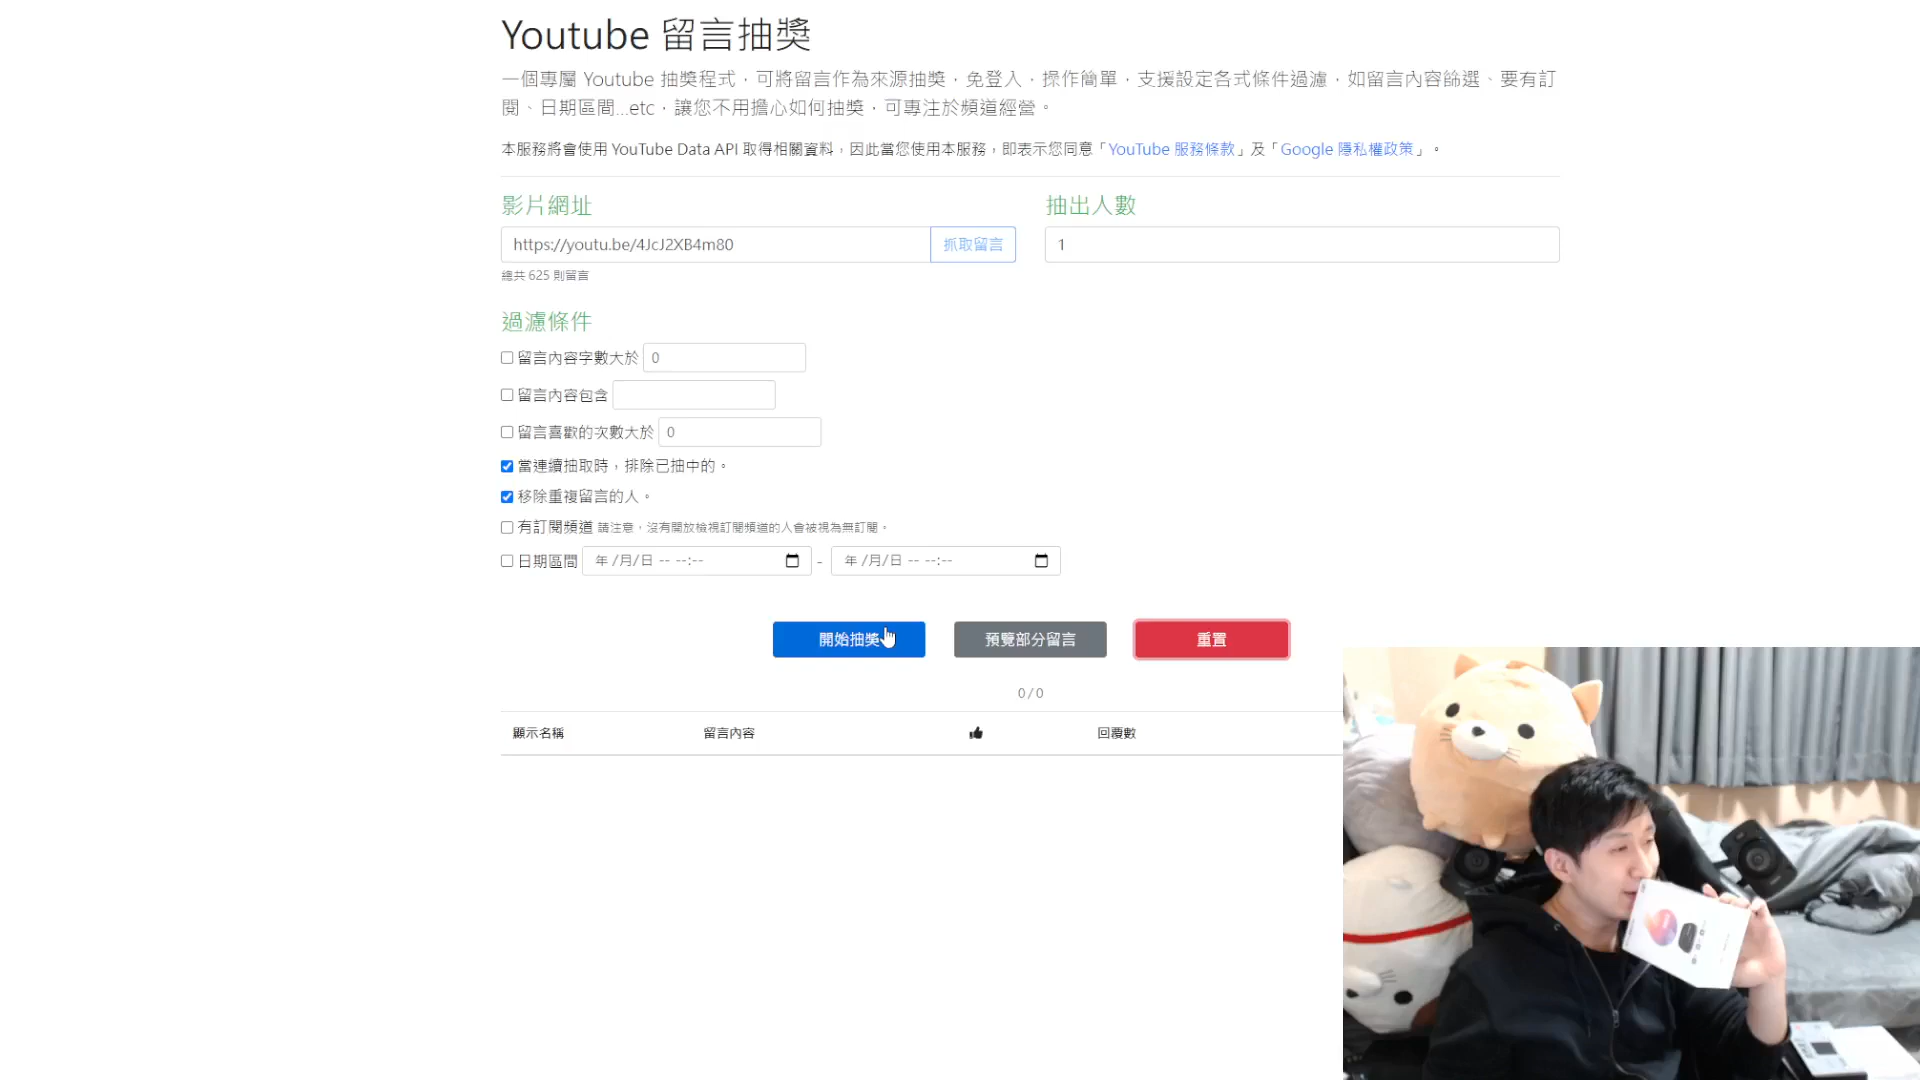 Youtube 留言抽獎
一個專屬 Youtube 抽獎程式，可將留言作為來源抽獎，免登入，操作簡單，支援設定各式條件過濾，如留言內容篩選、要有訂
閱、日期區間...etc，讓您不用擔心如何抽獎，可專注於頻道經營。
本服務將會使用 YouTube Data API 取得相關資料，因此當您使用本服務，即表示您同意「YouTube 服務條款」及「Google 隱私權政策」。
影片網址 抽出人數
https://youtu.be/4JcJ2XB4m80 抓取留言 1
總共 625 則留言
過濾條件
留言內容字數大於 0
留言內容包含
留言喜歡的次數大於 0
當連續抽取時，排除已抽中的。
移除重複留言的人。
有訂閱頻道 請注意，沒有開放檢視訂閱頻道的人會被視為無訂閱。
日期區間 年 /月/日 -- --:-- - 年 /月/日 -- --:--
開始抽獎 預覽部分留言 重置
0 / 0
顯示名稱 留言內容 回覆數